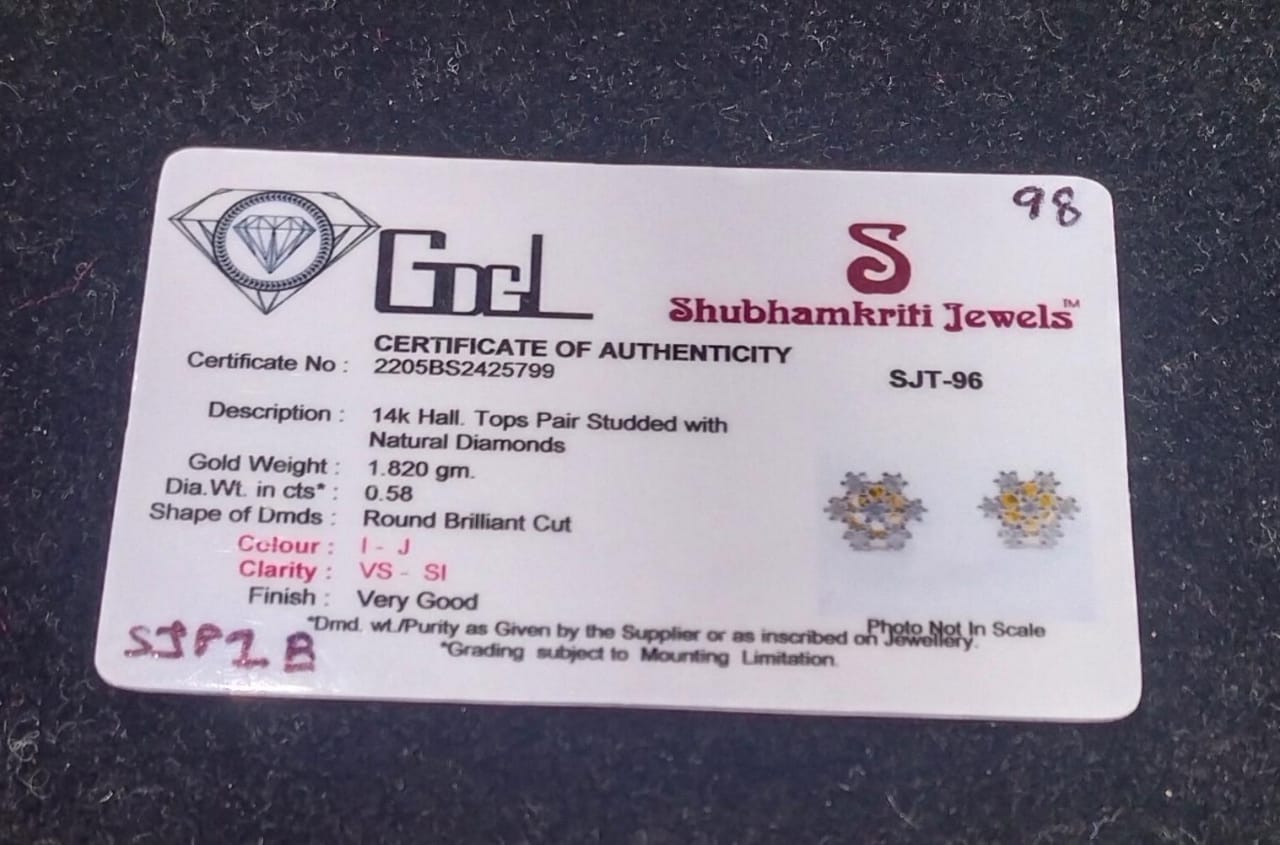 98
GDGL
S
Shubhamkriti Jewels™
CERTIFICATE OF AUTHENTICITY
Certificate No : 2205BS2425799
SJT-96
Description : 14k Hall. Tops Pair Studded with
Natural Diamonds
Gold Weight : 1.820 gm.
Dia.Wt. in cts* : 0.58
Shape of Dmds : Round Brilliant Cut
Colour : I - J
Clarity : VS - SI
Finish : Very Good
Photo Not In Scale
*Dmd. wt./Purity as Given by the Supplier or as inscribed on Jewellery.
*Grading subject to Mounting Limitation.